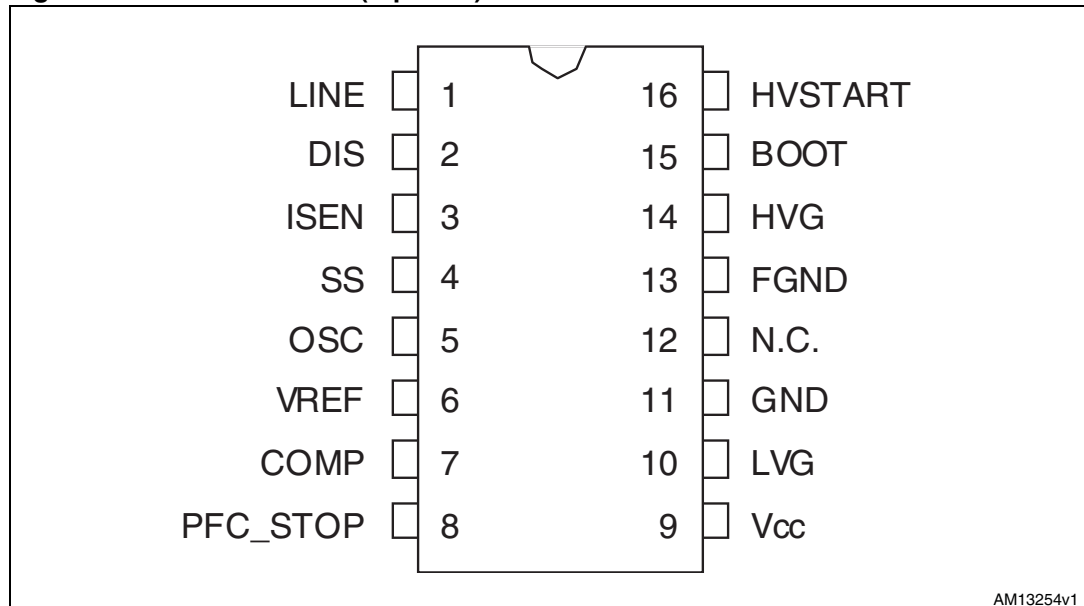 LINE 1 16 HVSTART
DIS 2 15 BOOT
ISEN 3 14 HVG
SS 4 13 FGND
OSC 5 12 N.C.
VREF 6 11 GND
COMP 7 10 LVG
PFC_STOP 8 9 Vcc
AM13254v1